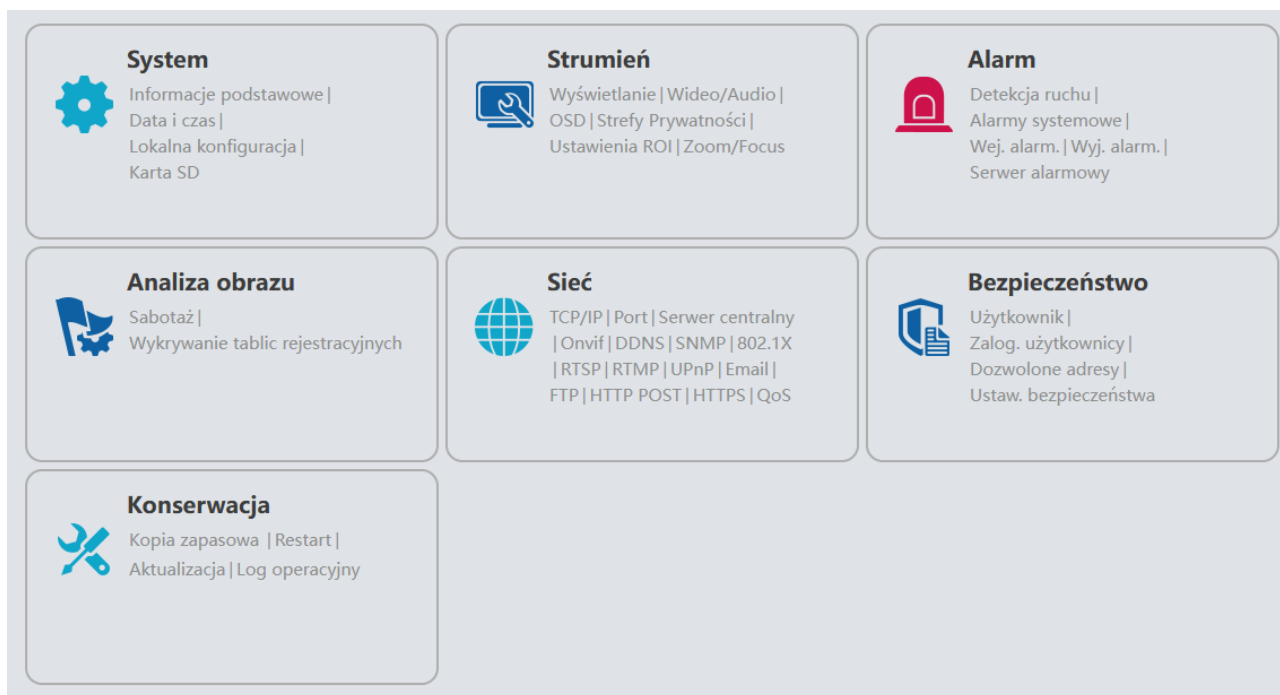 System
Informacje podstawowe |
Data i czas |
Lokalna konfiguracja |
Karta SD
Strumień
Wyświetlanie | Wideo/Audio |
OSD | Strefy Prywatności |
Ustawienia ROI | Zoom/Focus
Alarm
Detekcja ruchu |
Alarmy systemowe |
Wej. alarm. | Wyj. alarm. |
Serwer alarmowy
Analiza obrazu
Sabotaż |
Wykrywanie tablic rejestracyjnych
Sieć
TCP/IP | Port | Serwer centralny
| Onvif | DDNS | SNMP | 802.1X
| RTSP | RTMP | UPnP | Email |
FTP | HTTP POST | HTTPS | QoS
Bezpieczeństwo
Użytkownik |
Zalog. użytkownicy |
Dozwolone adresy |
Ustaw. bezpieczeństwa
Konserwacja
Kopia zapasowa | Restart |
Aktualizacja | Log operacyjny